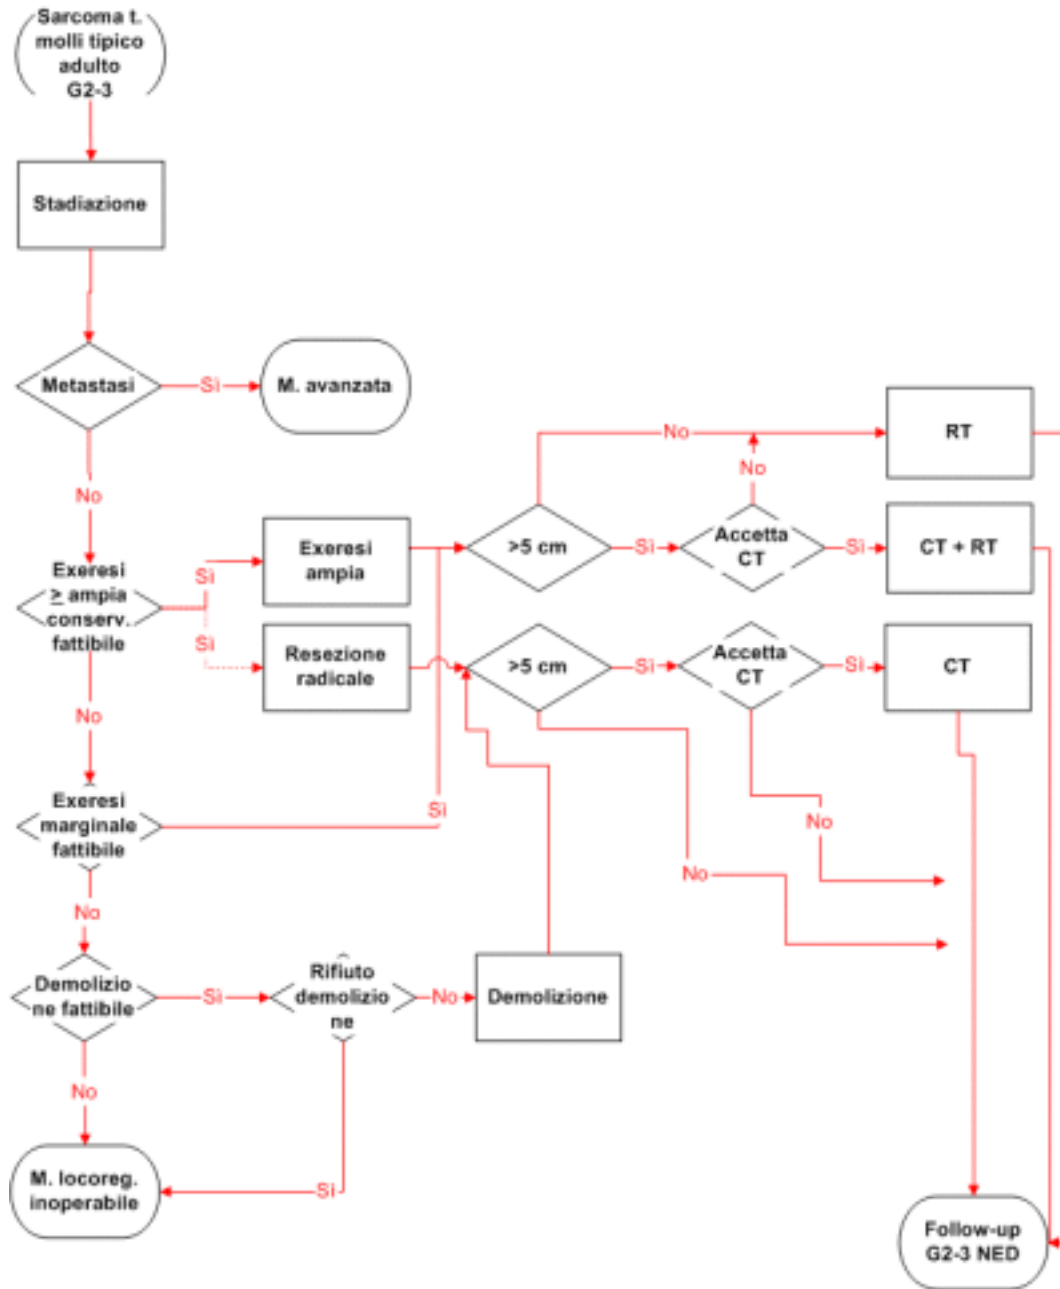 Sarcoma t.
molli tipico
adulto
G2-3
Stadiazione
Metastasi
Sì
M. avanzata
No
RT
No
No
Exeresi
≥ ampia
conserv.
fattibile
Sì
Sì
Exeresi
ampia
>5 cm
Sì
Accetta
CT
Sì
CT + RT
Resezione
radicale
>5 cm
Sì
Accetta
CT
Sì
CT
No
Exeresi
marginale
fattibile
Sì
No
No
No
Demolizio
ne fattibile
Sì
Rifiuto
demolizio
ne
No
Demolizione
No
Sì
M. locoreg.
inoperabile
Follow-up
G2-3 NED